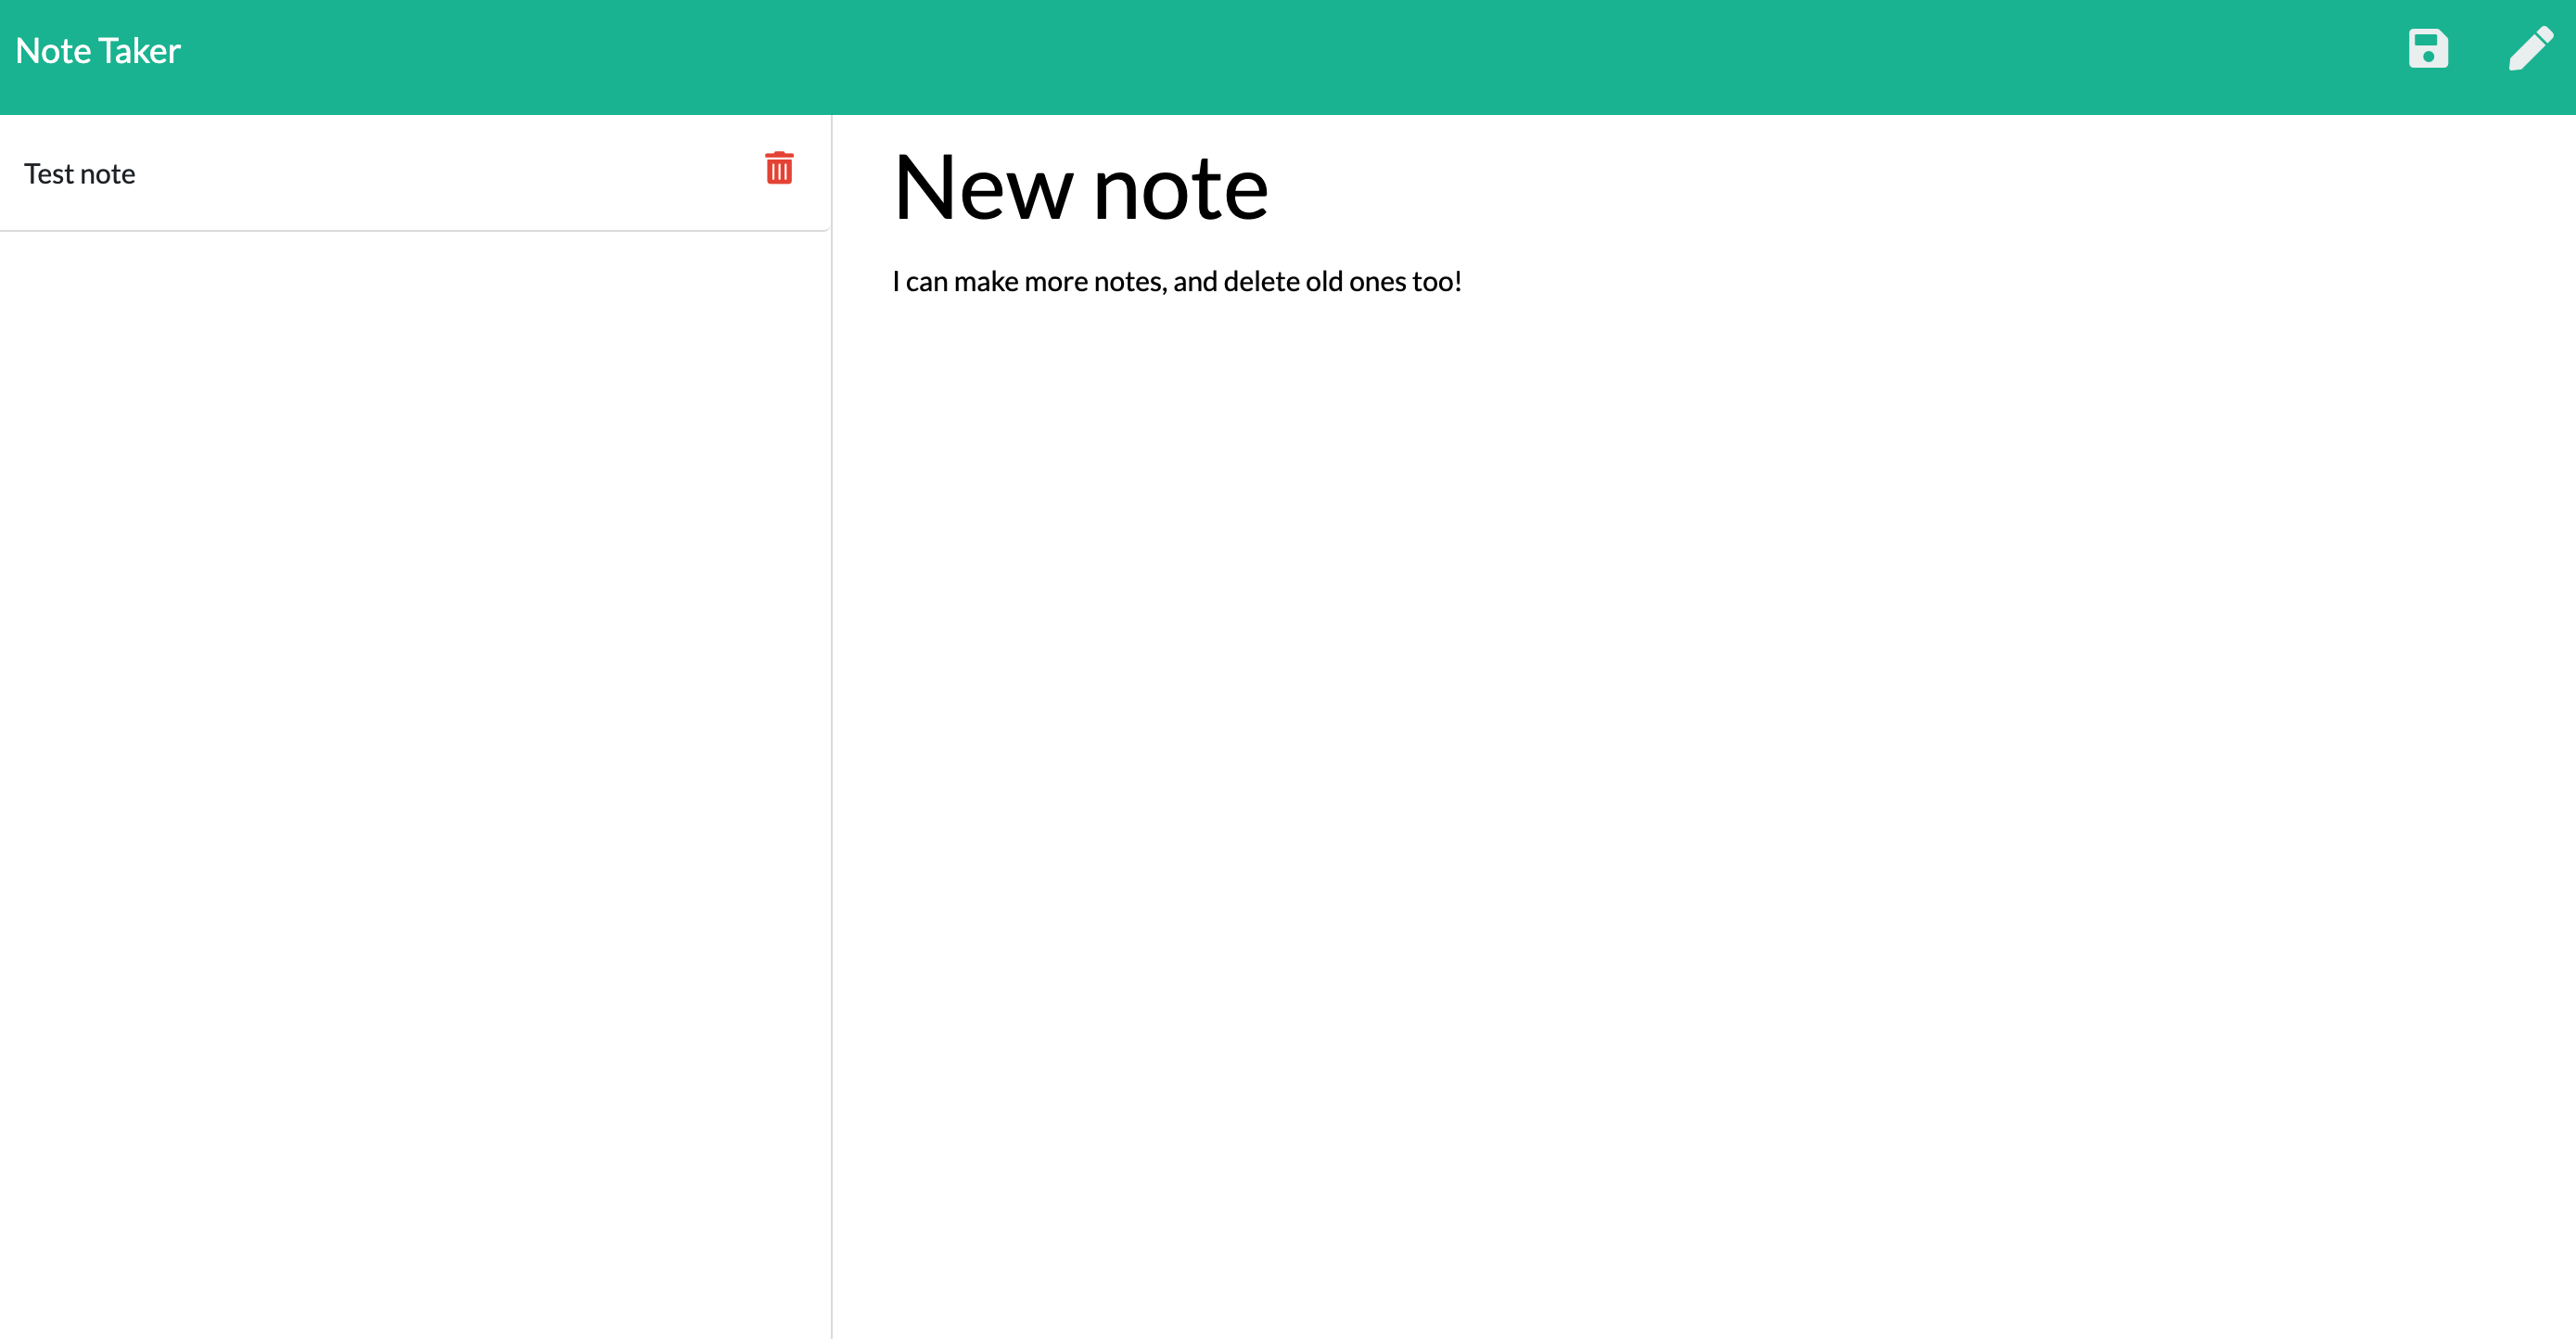 Note Taker
Test note
New note
I can make more notes, and delete old ones too!